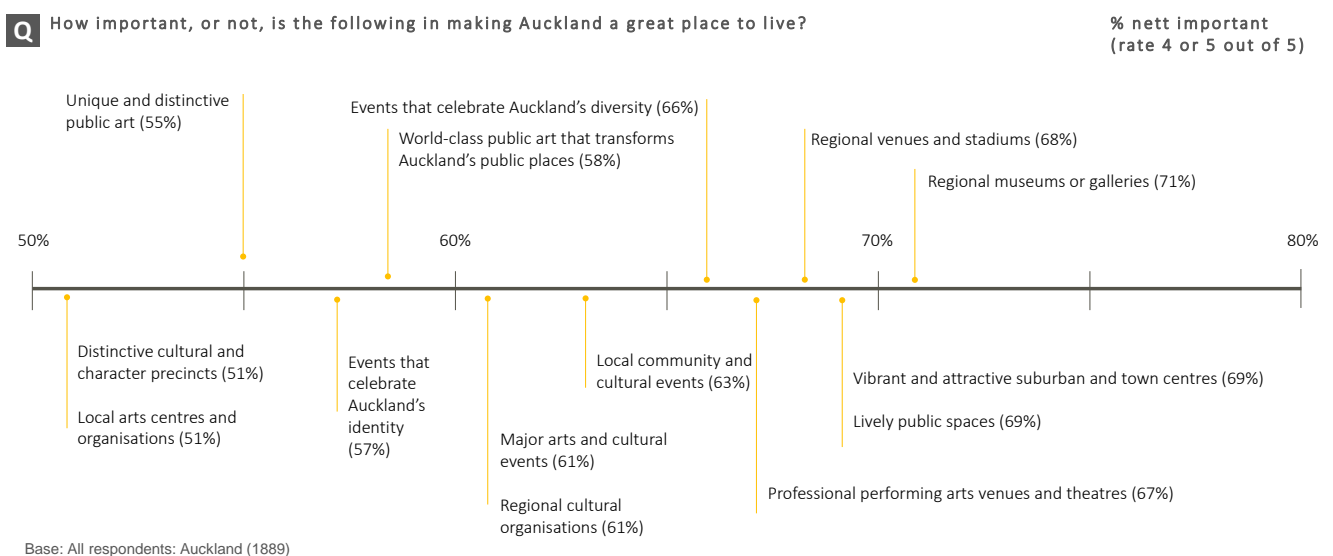 Q How important, or not, is the following in making Auckland a great place to live?
% nett important
(rate 4 or 5 out of 5)
Unique and distinctive
public art (55%)
Events that celebrate Auckland's diversity (66%)
World-class public art that transforms
Auckland's public places (58%)
Regional venues and stadiums (68%)
Regional museums or galleries (71%)
50%
60%
70%
80%
Distinctive cultural and
character precincts (51%)
Local arts centres and
organisations (51%)
Events that
celebrate
Auckland's
identity
(57%)
Major arts and cultural
events (61%)
Regional cultural
organisations (61%)
Local community and
cultural events (63%)
Vibrant and attractive suburban and town centres (69%)
Lively public spaces (69%)
Professional performing arts venues and theatres (67%)
Base: All respondents: Auckland (1889)